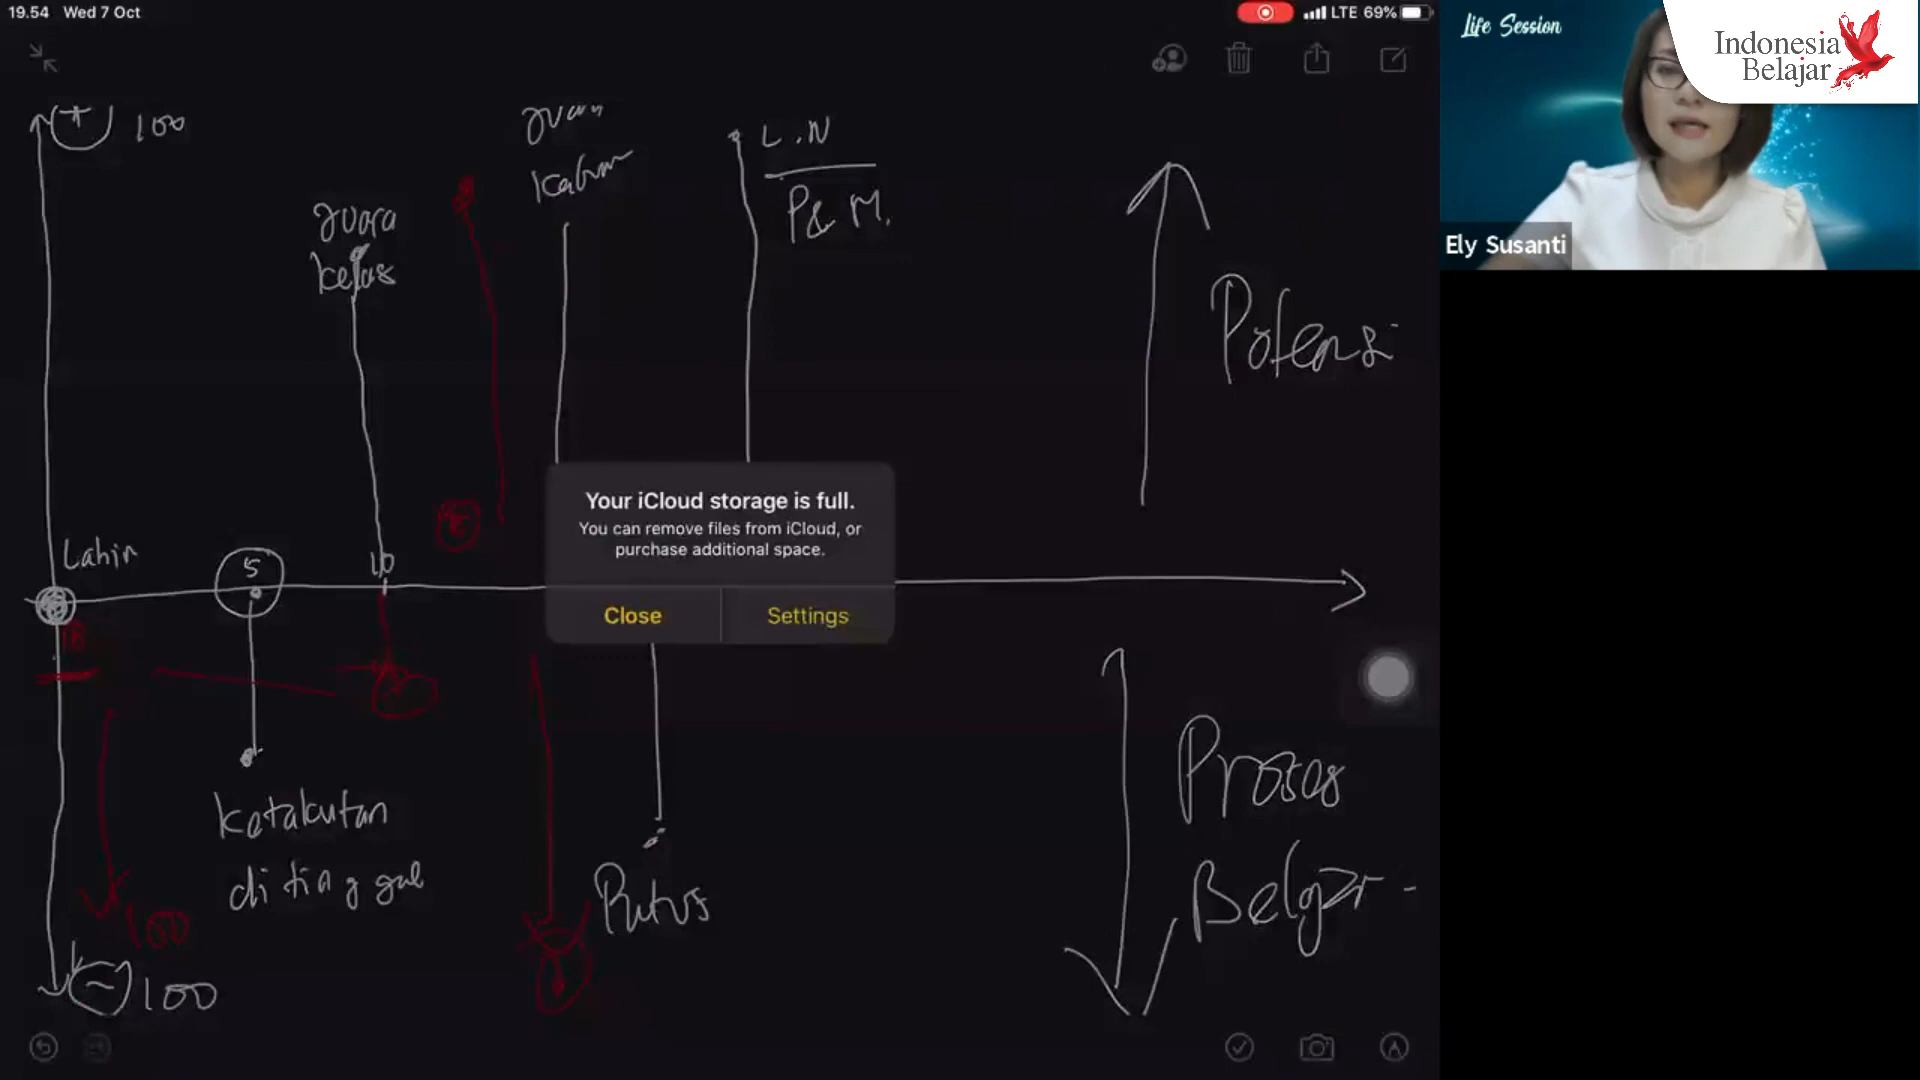 19.54 Wed 7 Oct
LTE 69%
Life Session
Indonesia
Belajar
Ely Susanti
+ 100
Juara
kelas
Juara
L.N
P & M.
Potensi
Lahir
5
10
Your iCloud storage is full.
You can remove files from iCloud, or
purchase additional space.
Close
Settings
Ketakutan
ditinggal
100
- 100
Putus
Proses
Belajar